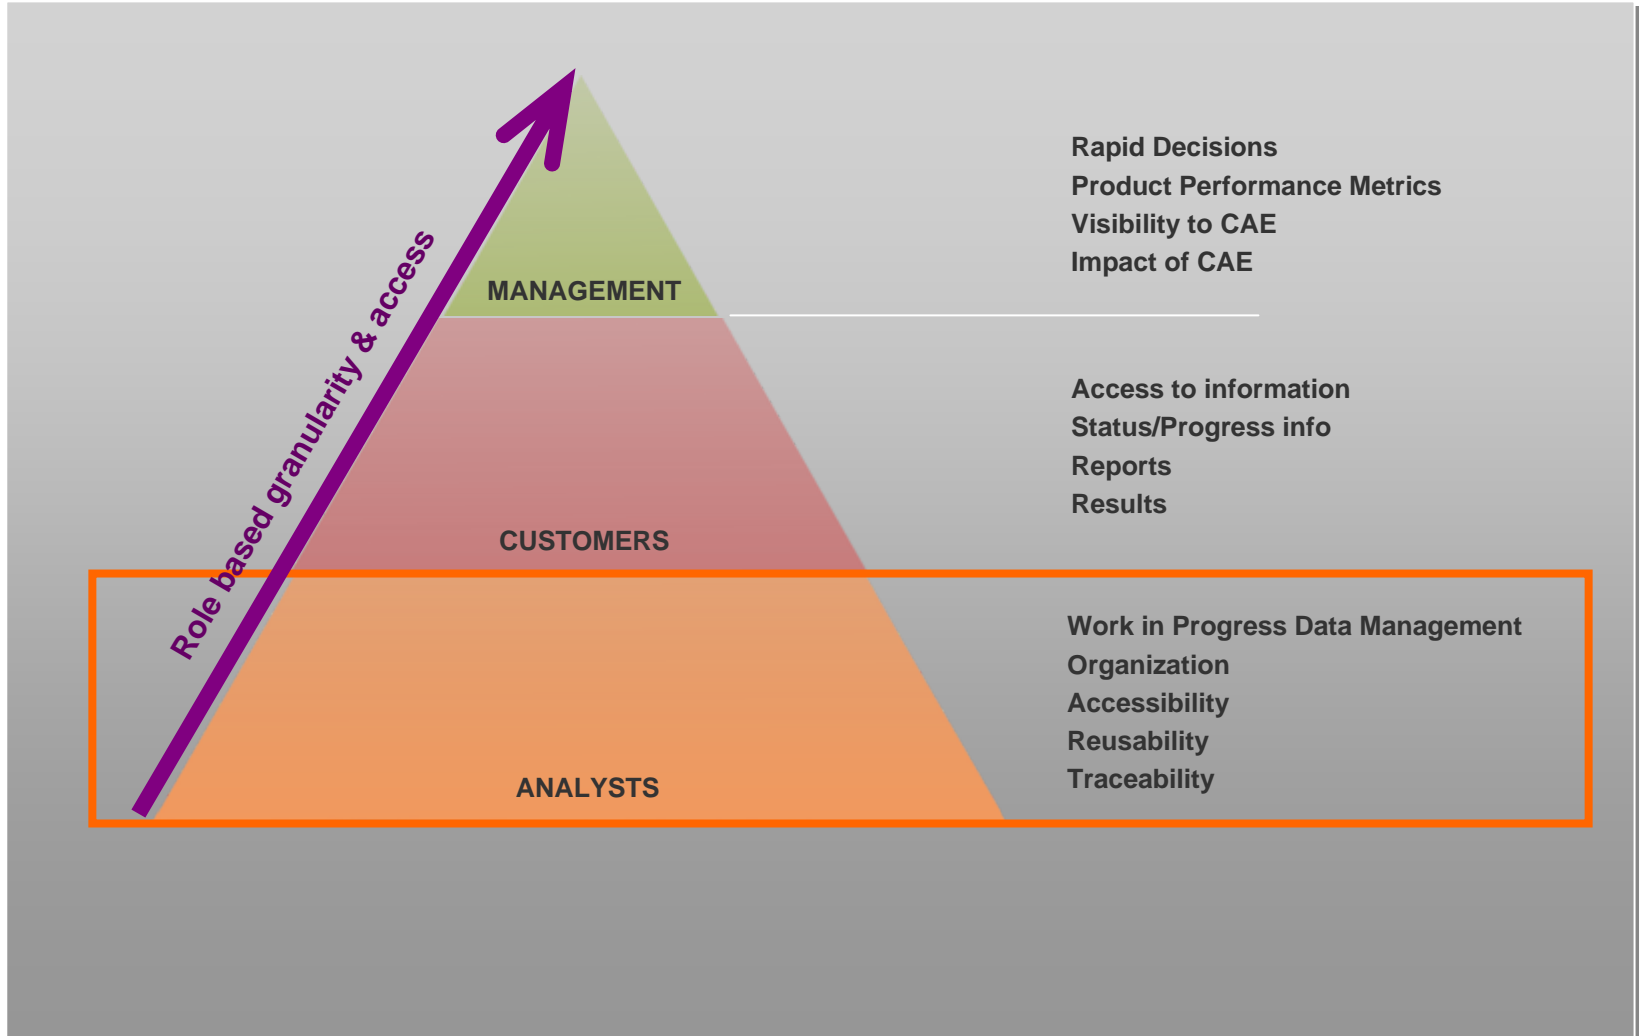 Role based granularity & access
MANAGEMENT
Rapid Decisions
Product Performance Metrics
Visibility to CAE
Impact of CAE
CUSTOMERS
Access to information
Status/Progress info
Reports
Results
ANALYSTS
Work in Progress Data Management
Organization
Accessibility
Reusability
Traceability